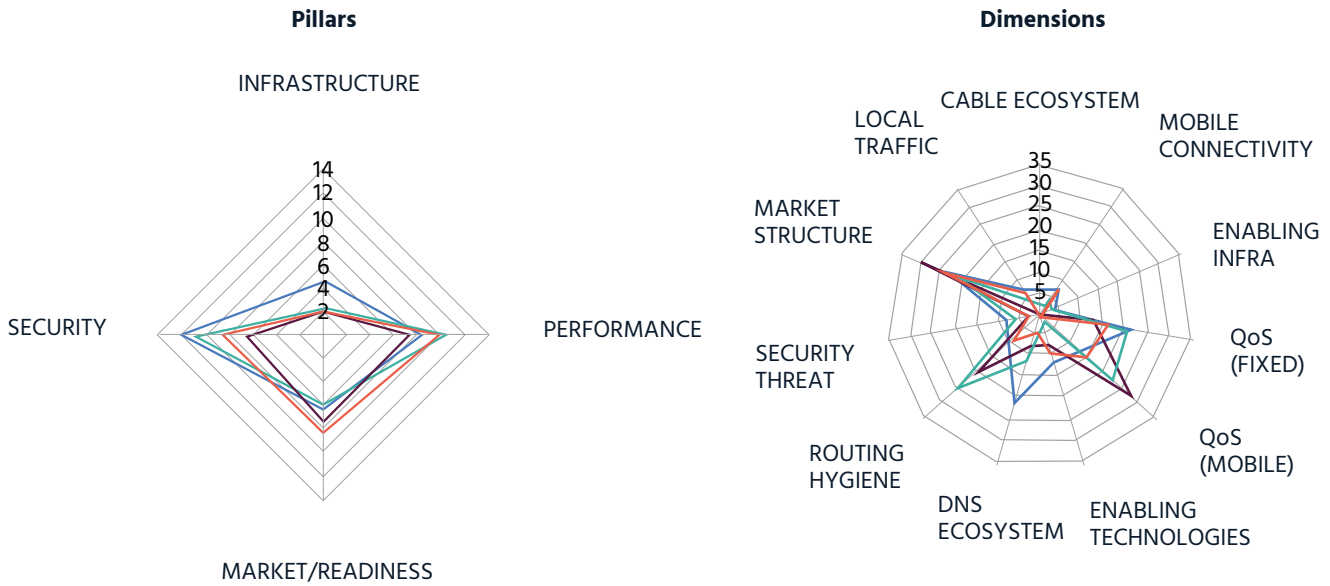 Pillars
INFRASTRUCTURE
14
12
10
8
6
4
2
SECURITY
PERFORMANCE
MARKET/READINESS
Dimensions
CABLE ECOSYSTEM
LOCAL
TRAFFIC
MOBILE
CONNECTIVITY
35
30
25
20
15
10
5
MARKET
STRUCTURE
ENABLING
INFRA
QoS
(FIXED)
SECURITY
THREAT
QoS
(MOBILE)
ROUTING
HYGIENE
DNS
ECOSYSTEM
ENABLING
TECHNOLOGIES